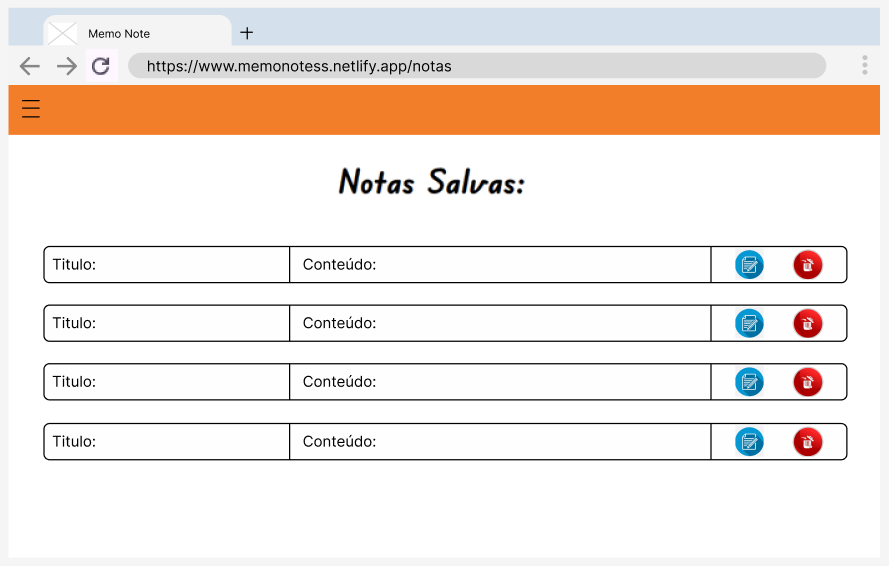 Memo Note
https://www.memonotess.netlify.app/notas
Notas Salvas:
Titulo: Conteúdo:
Titulo: Conteúdo:
Titulo: Conteúdo:
Titulo: Conteúdo: